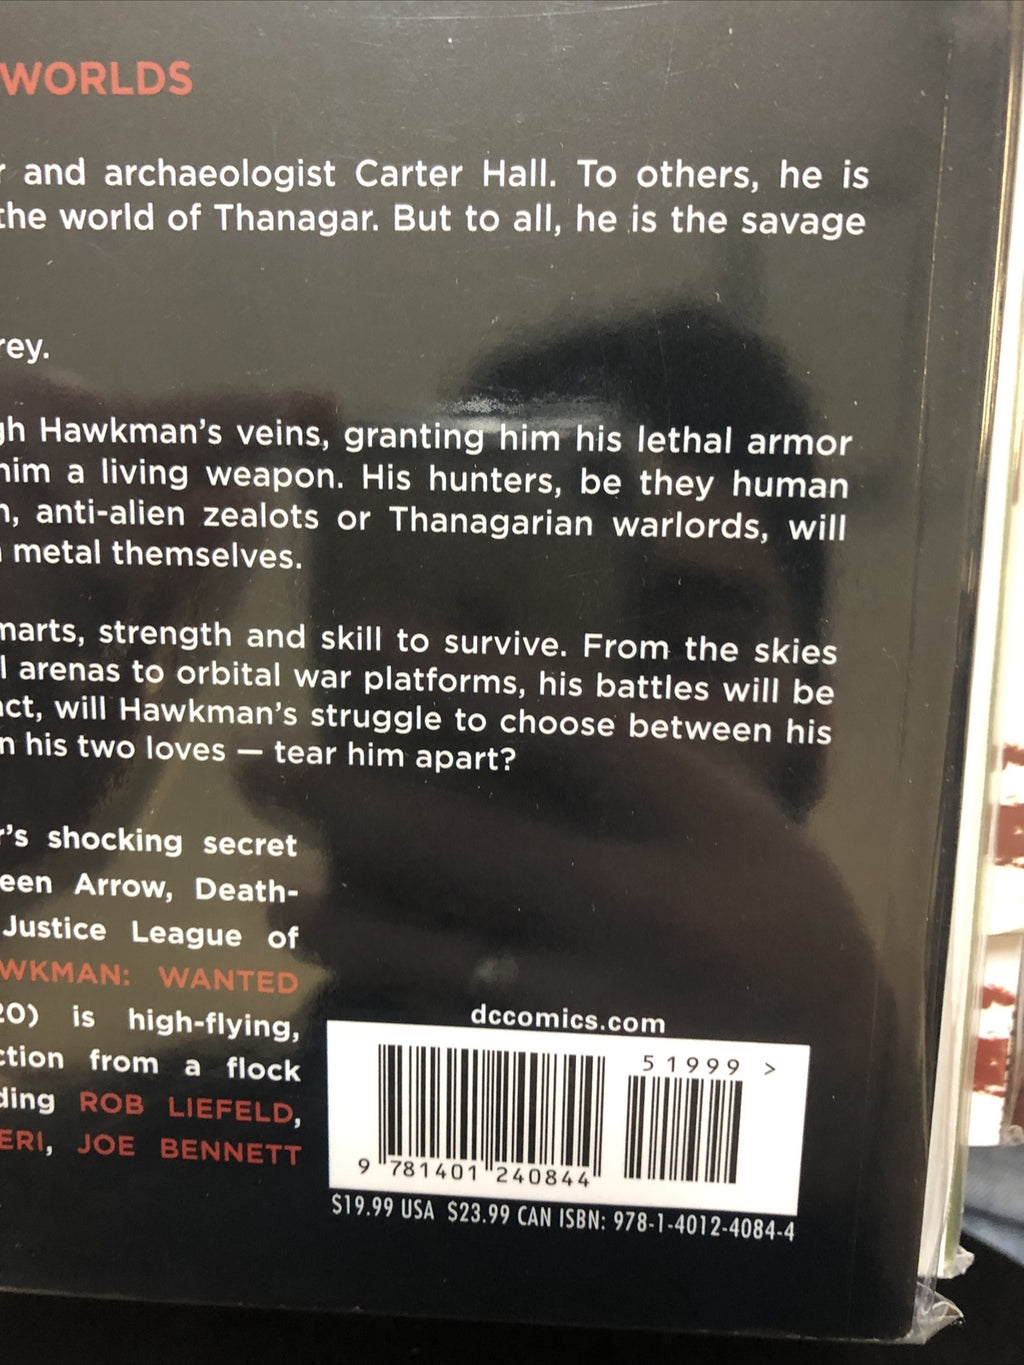 WORLDS
and archaeologist Carter Hall. To others, he is
the world of Thanagar. But to all, he is the savage
rey.
gh Hawkman's veins, granting him his lethal armor
him a living weapon. His hunters, be they human
n, anti-alien zealots or Thanagarian warlords, will
metal themselves.
marts, strength and skill to survive. From the skies
l arenas to orbital war platforms, his battles will be
act, will Hawkman's struggle to choose between his
n his two loves — tear him apart?
r's shocking secret
een Arrow, Death-
Justice League of
WKMAN: WANTED
20) is high-flying,
ction from a flock
ding ROB LIEFELD,
ERI, JOE BENNETT
dccomics.com
51999 >
9 781401 240844
$19.99 USA $23.99 CAN ISBN: 978-1-4012-4084-4